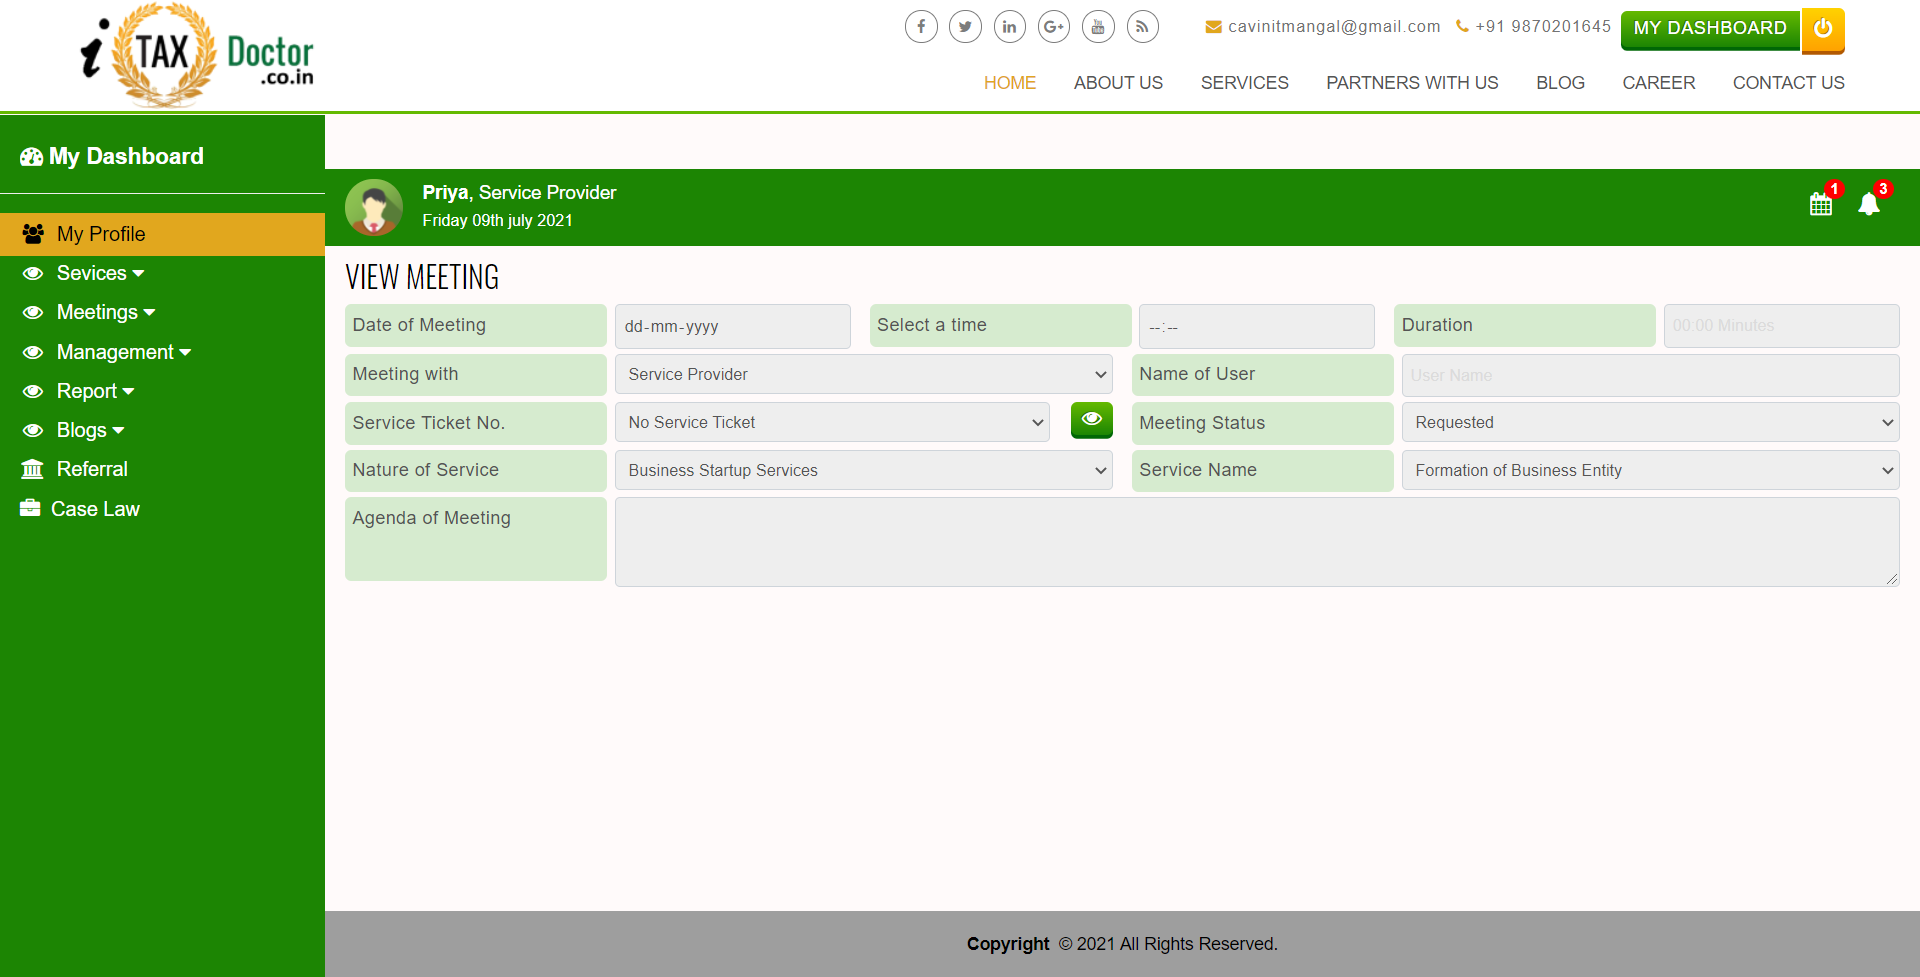 i TAX Doctor
.co.in
cavinitmangal@gmail.com +91 9870201645 MY DASHBOARD
HOME ABOUT US SERVICES PARTNERS WITH US BLOG CAREER CONTACT US
My Dashboard
My Profile
Sevices
Meetings
Management
Report
Blogs
Referral
Case Law
Priya, Service Provider
Friday 09th july 2021
1 3
VIEW MEETING
Date of Meeting dd-mm-yyyy Select a time --:-- Duration 00:00 Minutes
Meeting with Service Provider Name of User User Name
Service Ticket No. No Service Ticket Meeting Status Requested
Nature of Service Business Startup Services Service Name Formation of Business Entity
Agenda of Meeting
Copyright © 2021 All Rights Reserved.